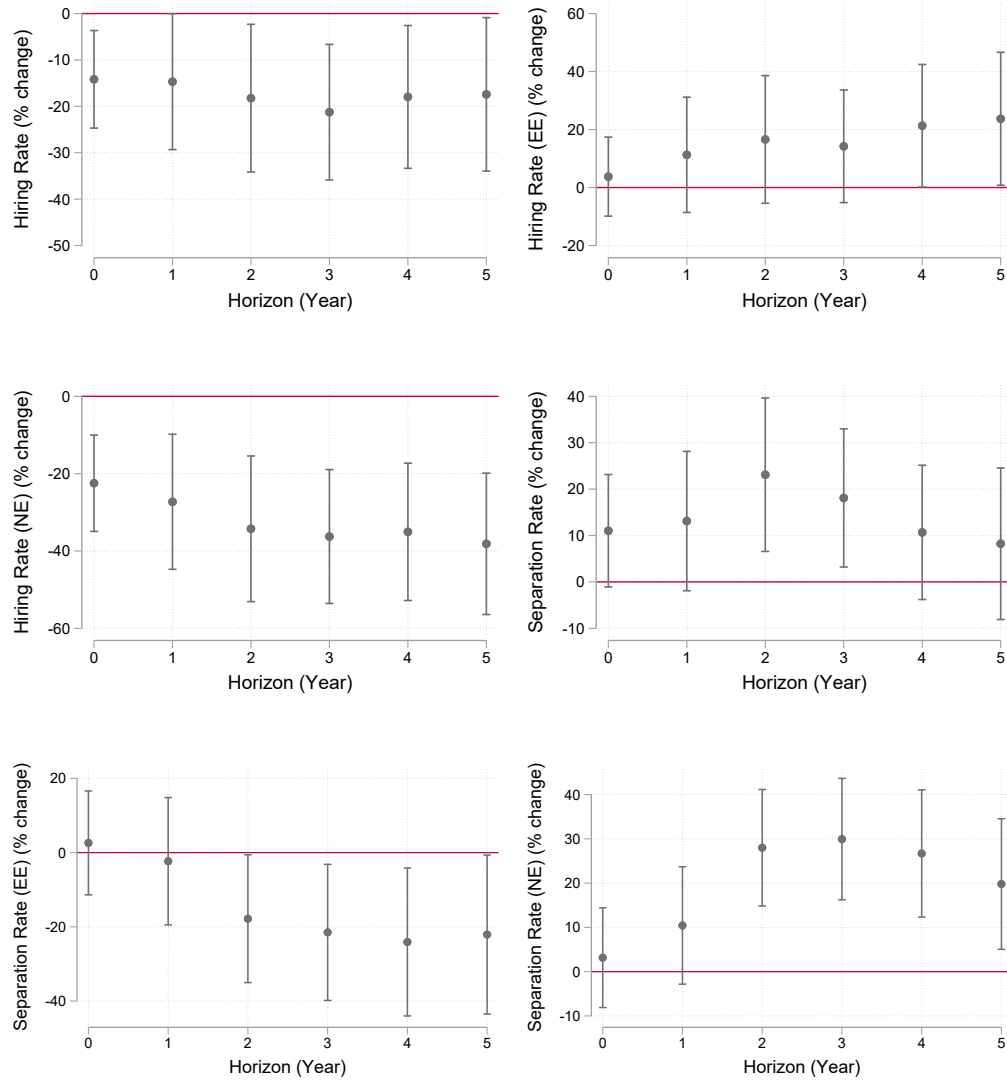 Hiring Rate (% change)
0
-10
-20
-30
-40
-50
0 1 2 3 4 5
Horizon (Year)
Hiring Rate (EE) (% change)
60
40
20
0
-20
0 1 2 3 4 5
Horizon (Year)
Hiring Rate (NE) (% change)
0
-20
-40
-60
0 1 2 3 4 5
Horizon (Year)
Separation Rate (% change)
40
30
20
10
0
-10
0 1 2 3 4 5
Horizon (Year)
Separation Rate (EE) (% change)
20
0
-20
-40
0 1 2 3 4 5
Horizon (Year)
Separation Rate (NE) (% change)
40
30
20
10
0
-10
0 1 2 3 4 5
Horizon (Year)